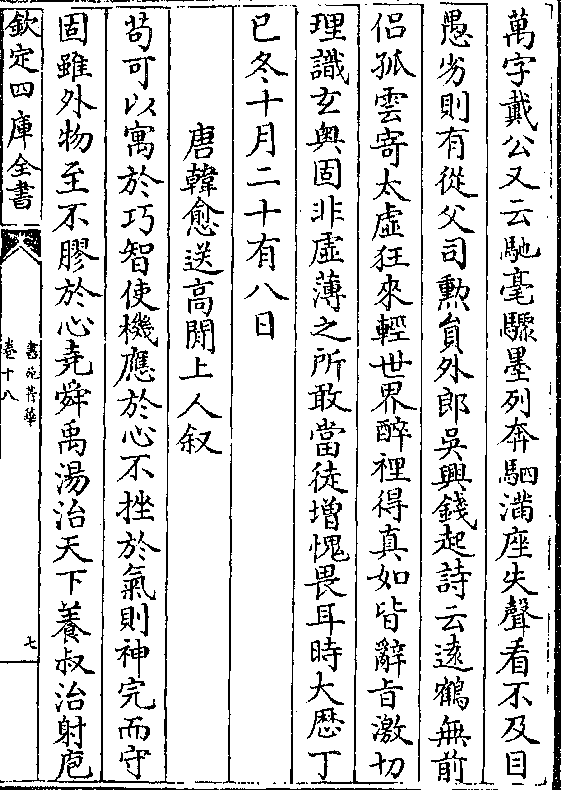 萬字戴公又云馳毫驟墨列奔駟滿座失聲看不及目
愚劣則有從父司勲貟外郎吳興錢起詩云遠鶴無前
侣孤雲寄太虛狂來輕世界醉裡得真如皆辭旨激切
理識玄奥固非虛薄之所敢當徒增愧畏耳時大厯丁
巳冬十月二十有八日
唐韓愈送高閒上人叙
茍可以寓於巧智使機應於心不挫於氣則神完而守
固雖外物至不膠於心堯舜禹湯治天下養叔治射庖
欽定四庫全書
書苑菁華
卷十八
七